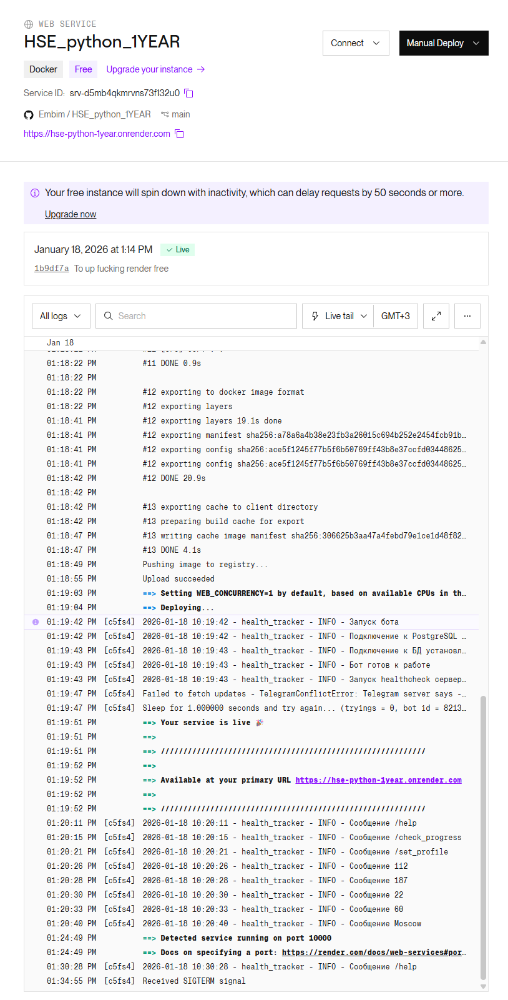 WEB SERVICE
HSE_python_1YEAR
Connect
Manual Deploy
Docker
Free
Upgrade your instance →
Service ID: srv-d5mb4qkmrvns73f132u0
Embim / HSE_python_1YEAR main
https://hse-python-1year.onrender.com
Your free instance will spin down with inactivity, which can delay requests by 50 seconds or more.
Upgrade now
January 18, 2026 at 1:14 PM ✓ Live
1b9df7a To up fucking render free
All logs
Search
Live tail
GMT+3
...
Jan 18
01:18:22 PM #11 DONE 0.9s
01:18:22 PM
01:18:22 PM #12 exporting to docker image format
01:18:22 PM #12 exporting layers
01:18:41 PM #12 exporting layers 19.1s done
01:18:41 PM #12 exporting manifest sha256:a78a6a4b38e23fb3a26015c694b252e2454fcb91b…
01:18:41 PM #12 exporting config sha256:ace5f1245f77b5f6b50769ff43b8e37ccfd03448625…
01:18:41 PM #12 exporting config sha256:ace5f1245f77b5f6b50769ff43b8e37ccfd03448625…
01:18:42 PM #12 DONE 20.9s
01:18:42 PM
01:18:42 PM #13 exporting cache to client directory
01:18:42 PM #13 preparing build cache for export
01:18:47 PM #13 writing cache image manifest sha256:306625b3aa47a4febd79e1ce1d48f82…
01:18:47 PM #13 DONE 4.1s
01:18:49 PM Pushing image to registry...
01:18:55 PM Upload succeeded
01:19:03 PM ==> Setting WEB_CONCURRENCY=1 by default, based on available CPUs in th…
01:19:04 PM ==> Deploying...
01:19:42 PM [c5fs4] 2026-01-18 10:19:42 - health_tracker - INFO - Запуск бота
01:19:42 PM [c5fs4] 2026-01-18 10:19:42 - health_tracker - INFO - Подключение к PostgreSQL …
01:19:43 PM [c5fs4] 2026-01-18 10:19:43 - health_tracker - INFO - Подключение к БД установл…
01:19:43 PM [c5fs4] 2026-01-18 10:19:43 - health_tracker - INFO - Бот готов к работе
01:19:43 PM [c5fs4] 2026-01-18 10:19:43 - health_tracker - INFO - Запуск healthcheck сервер…
01:19:47 PM [c5fs4] Failed to fetch updates - TelegramConflictError: Telegram server says -…
01:19:47 PM [c5fs4] Sleep for 1.000000 seconds and try again... (tryings = 0, bot id = 8213…
01:19:51 PM ==> Your service is live 🎉
01:19:51 PM ==>
01:19:51 PM ==> ///////////////////////////////////////////////////////////
01:19:52 PM ==>
01:19:52 PM ==> Available at your primary URL https://hse-python-1year.onrender.com
01:19:52 PM ==>
01:19:52 PM ==> ///////////////////////////////////////////////////////////
01:20:11 PM [c5fs4] 2026-01-18 10:20:11 - health_tracker - INFO - Сообщение /help
01:20:15 PM [c5fs4] 2026-01-18 10:20:15 - health_tracker - INFO - Сообщение /check_progress
01:20:21 PM [c5fs4] 2026-01-18 10:20:21 - health_tracker - INFO - Сообщение /set_profile
01:20:26 PM [c5fs4] 2026-01-18 10:20:26 - health_tracker - INFO - Сообщение 112
01:20:28 PM [c5fs4] 2026-01-18 10:20:28 - health_tracker - INFO - Сообщение 187
01:20:30 PM [c5fs4] 2026-01-18 10:20:30 - health_tracker - INFO - Сообщение 22
01:20:33 PM [c5fs4] 2026-01-18 10:20:33 - health_tracker - INFO - Сообщение 60
01:20:40 PM [c5fs4] 2026-01-18 10:20:40 - health_tracker - INFO - Сообщение Moscow
01:24:49 PM ==> Detected service running on port 10000
01:24:49 PM ==> Docs on specifying a port: https://render.com/docs/web-services#por…
01:30:28 PM [c5fs4] 2026-01-18 10:30:28 - health_tracker - INFO - Сообщение /help
01:34:55 PM [c5fs4] Received SIGTERM signal